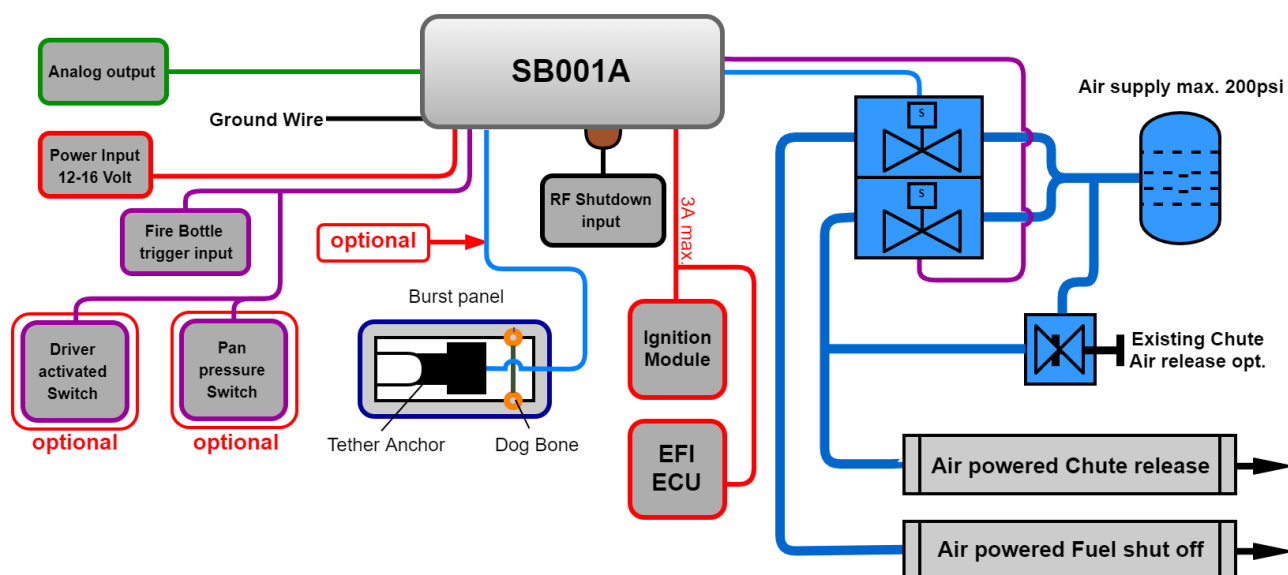 SB001A
Analog output
Ground Wire
Power Input
12-16 Volt
Fire Bottle
trigger input
optional
RF Shutdown
input
3A max.
S
S
Air supply max. 200psi
Burst panel
Driver
activated
Switch
optional
Pan
pressure
Switch
optional
Tether Anchor
Dog Bone
Ignition
Module
EFI
ECU
Existing Chute
Air release opt.
Air powered Chute release
Air powered Fuel shut off